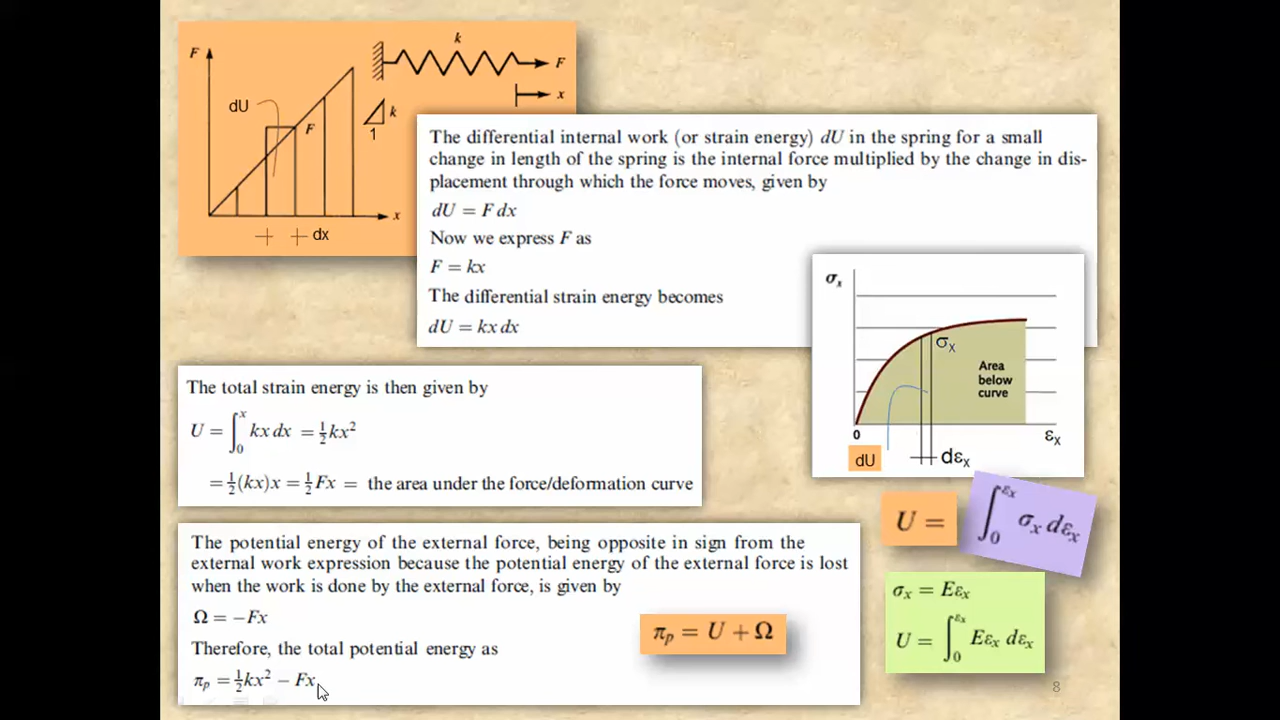 F
k
F
x
dU
F
k
1
x
dx
The differential internal work (or strain energy) dU in the spring for a small
change in length of the spring is the internal force multiplied by the change in dis-
placement through which the force moves, given by
dU = F dx
Now we express F as
F = kx
The differential strain energy becomes
dU = kx dx
σx
σx
Area
below
curve
0
εx
dU
dεx
The total strain energy is then given by
U = ∫₀ˣ kx dx = ½kx²
= ½(kx)x = ½Fx = the area under the force/deformation curve
U =
∫₀^εx σx dεx
The potential energy of the external force, being opposite in sign from the
external work expression because the potential energy of the external force is lost
when the work is done by the external force, is given by
Ω = −Fx
Therefore, the total potential energy as
πp = ½kx² − Fx
πp = U + Ω
σx = Eεx
U = ∫₀^εx Eεx dεx
8